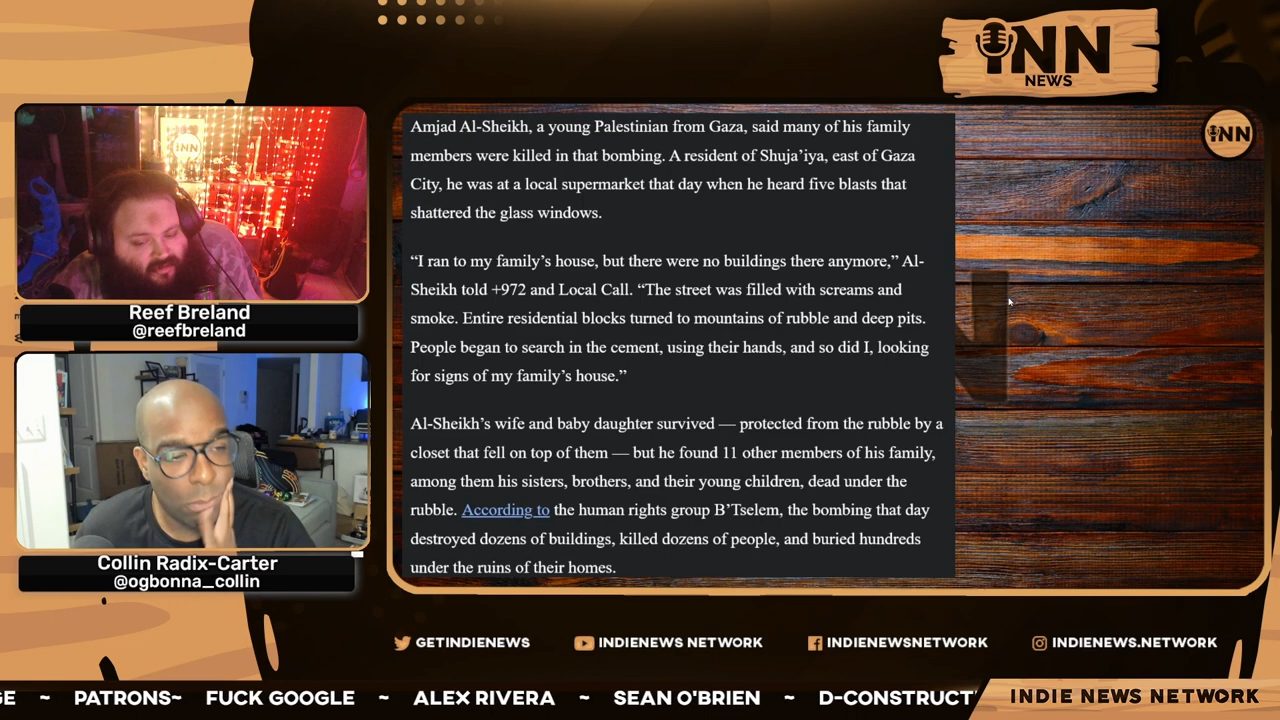 INN
NEWS
INN
Amjad Al-Sheikh, a young Palestinian from Gaza, said many of his family
members were killed in that bombing. A resident of Shuja’iya, east of Gaza
City, he was at a local supermarket that day when he heard five blasts that
shattered the glass windows.
“I ran to my family’s house, but there were no buildings there anymore,” Al-
Sheikh told +972 and Local Call. “The street was filled with screams and
smoke. Entire residential blocks turned to mountains of rubble and deep pits.
People began to search in the cement, using their hands, and so did I, looking
for signs of my family’s house.”
Al-Sheikh’s wife and baby daughter survived — protected from the rubble by a
closet that fell on top of them — but he found 11 other members of his family,
among them his sisters, brothers, and their young children, dead under the
rubble. According to the human rights group B’Tselem, the bombing that day
destroyed dozens of buildings, killed dozens of people, and buried hundreds
under the ruins of their homes.
Reef Breland
@reefbreland
Collin Radix-Carter
@ogbonna_collin
GETINDIENEWS
INDIENEWS NETWORK
INDIENEWSNETWORK
INDIENEWS.NETWORK
GE ~ PATRONS~ FUCK GOOGLE ~ ALEX RIVERA ~ SEAN O'BRIEN ~ D-CONSTRUCT
INDIE NEWS NETWORK